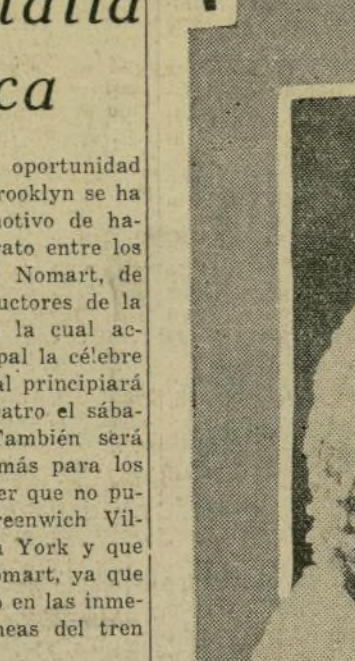 ca
oportunidad
rooklyn se ha
otivo de ha-
ato entre los
Nomart, de
uctores de la
la cual ac-
pal la célebre
al principiará
atro el sába-
También será
más para los
er que no pu-
reenwich Vil-
York y que
omart, ya que
en las inme-
neas del tren